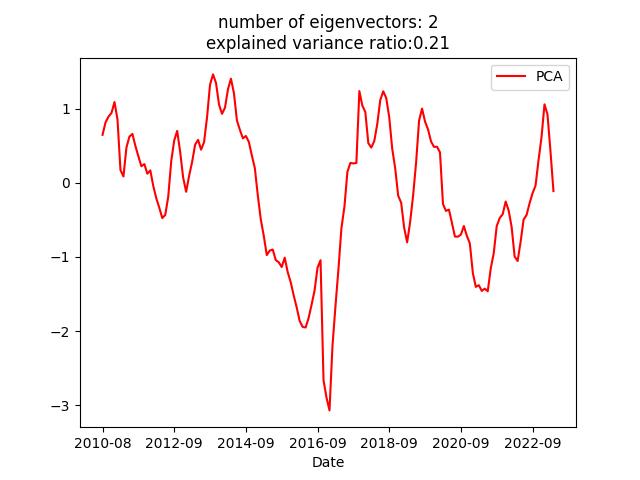 number of eigenvectors: 2
explained variance ratio:0.21
PCA
1
0
−1
−2
−3
2010-08 2012-09 2014-09 2016-09 2018-09 2020-09 2022-09
Date